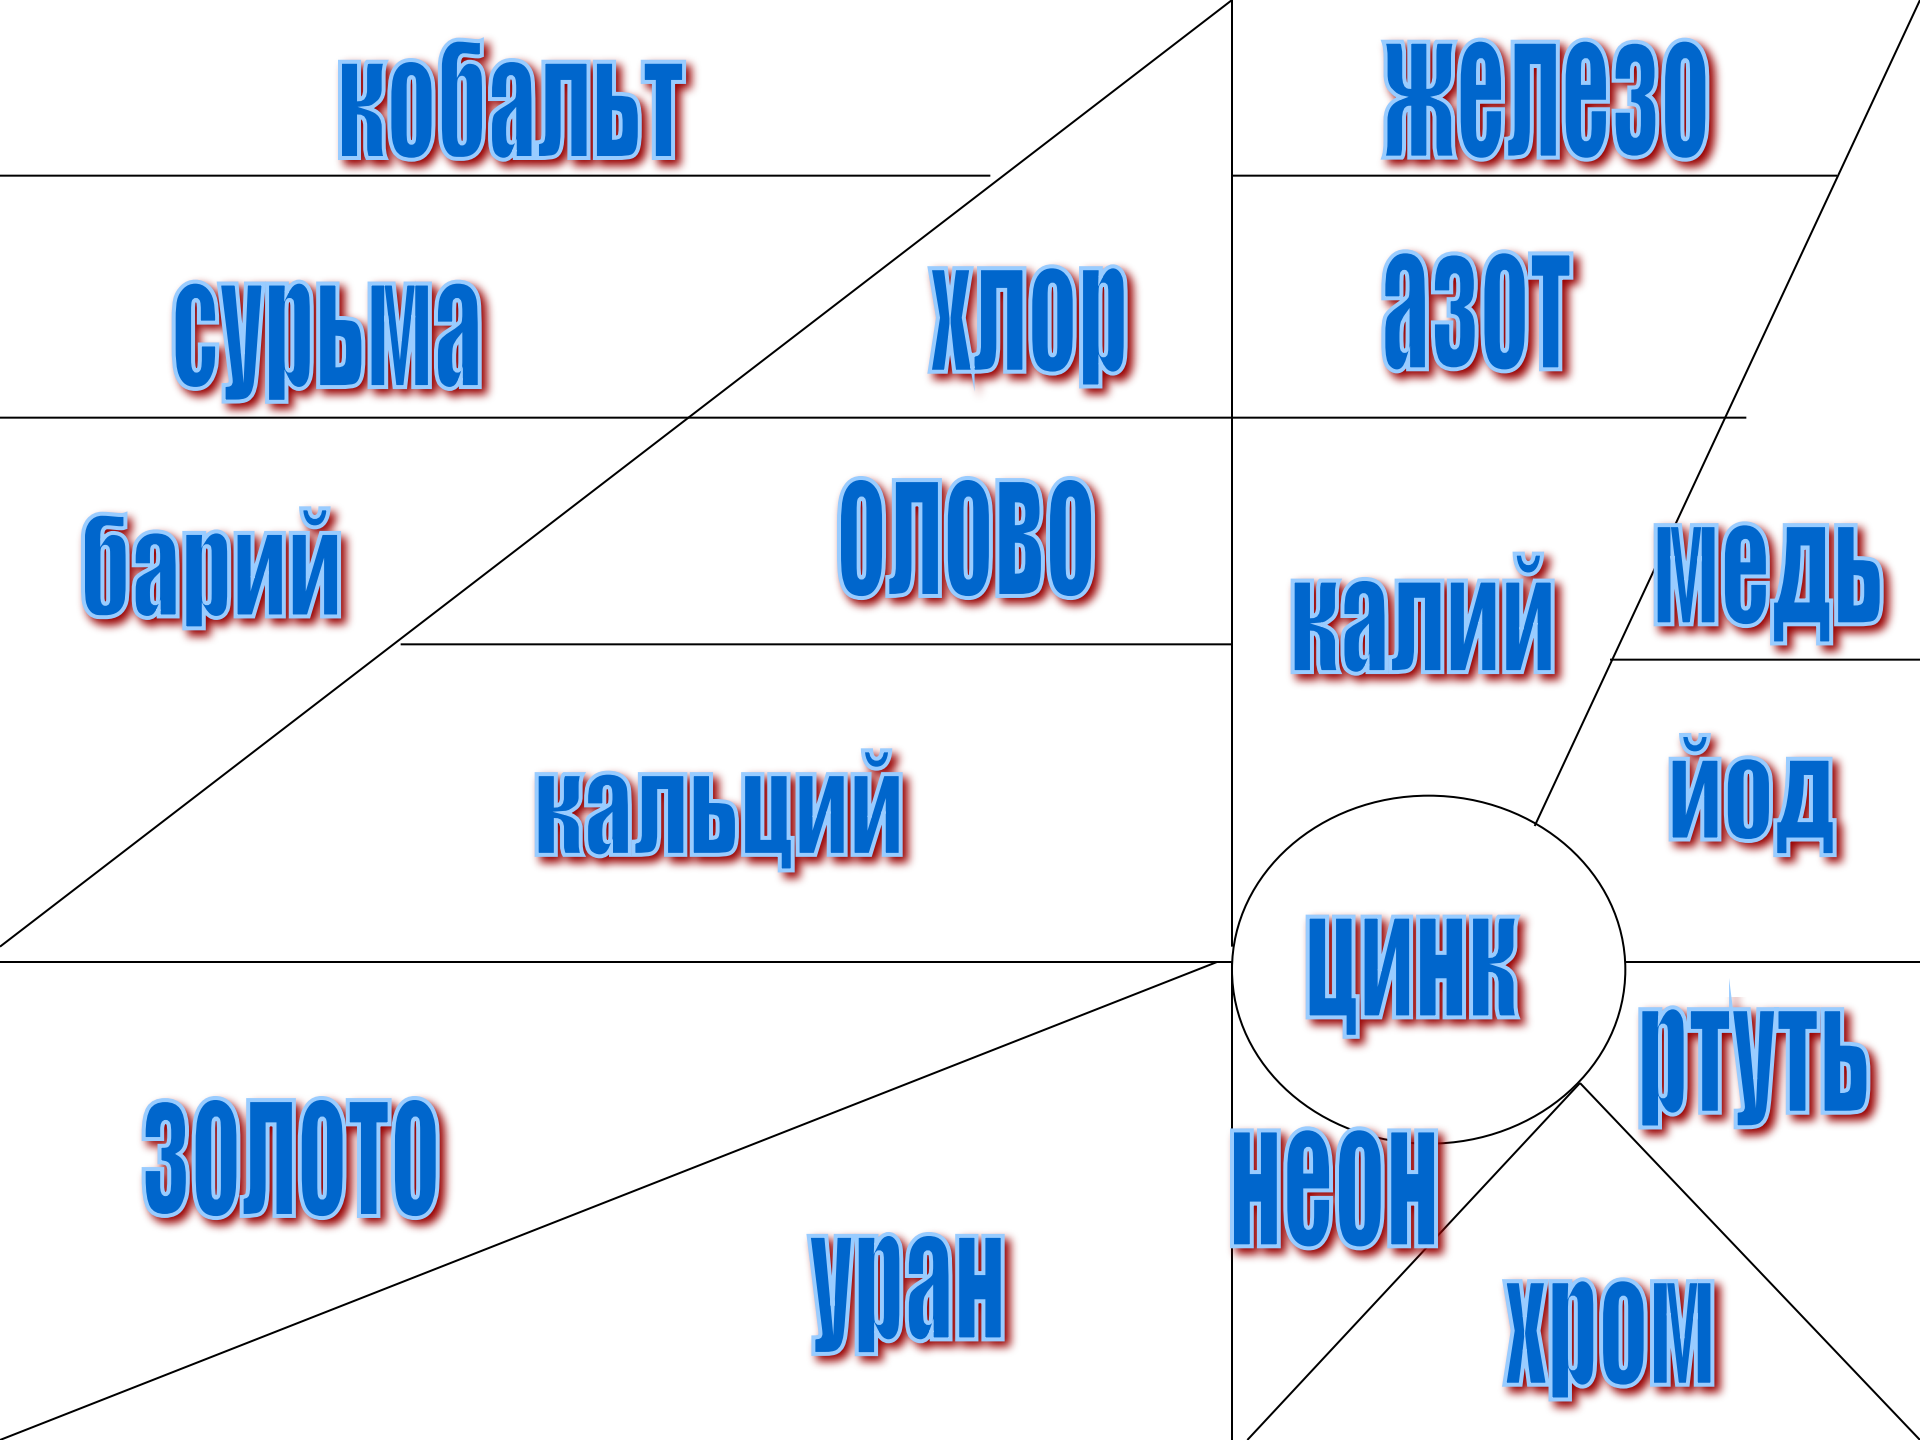 кобальт
железо
сурьма
хлор
азот
барий
олово
калий
медь
кальций
йод
цинк
ртуть
золото
неон
уран
хром